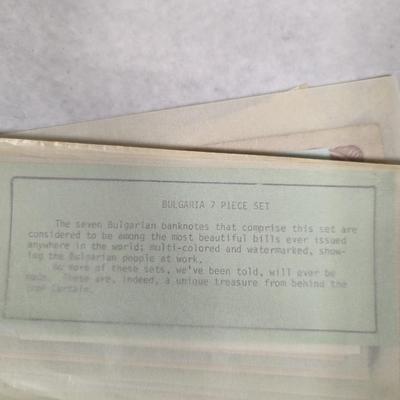 BULGARIA 7 PIECE SET
The seven Bulgarian banknotes that comprise this set are
considered to be among the most beautiful bills ever issued
anywhere in the world; multi-colored and watermarked, show-
ing the Bulgarian people at work.
No more of these sets, we've been told, will ever be
made. These are, indeed, a unique treasure from behind the
Iron Curtain.